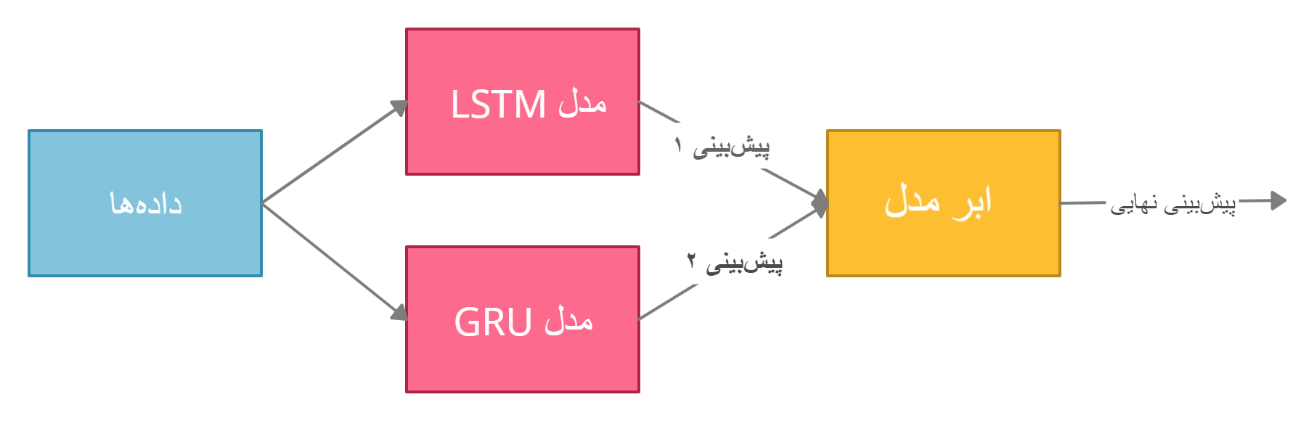 داده‌ها
مدل LSTM
مدل GRU
پیش‌بینی ۱
پیش‌بینی ۲
ابر مدل
پیش‌بینی نهایی